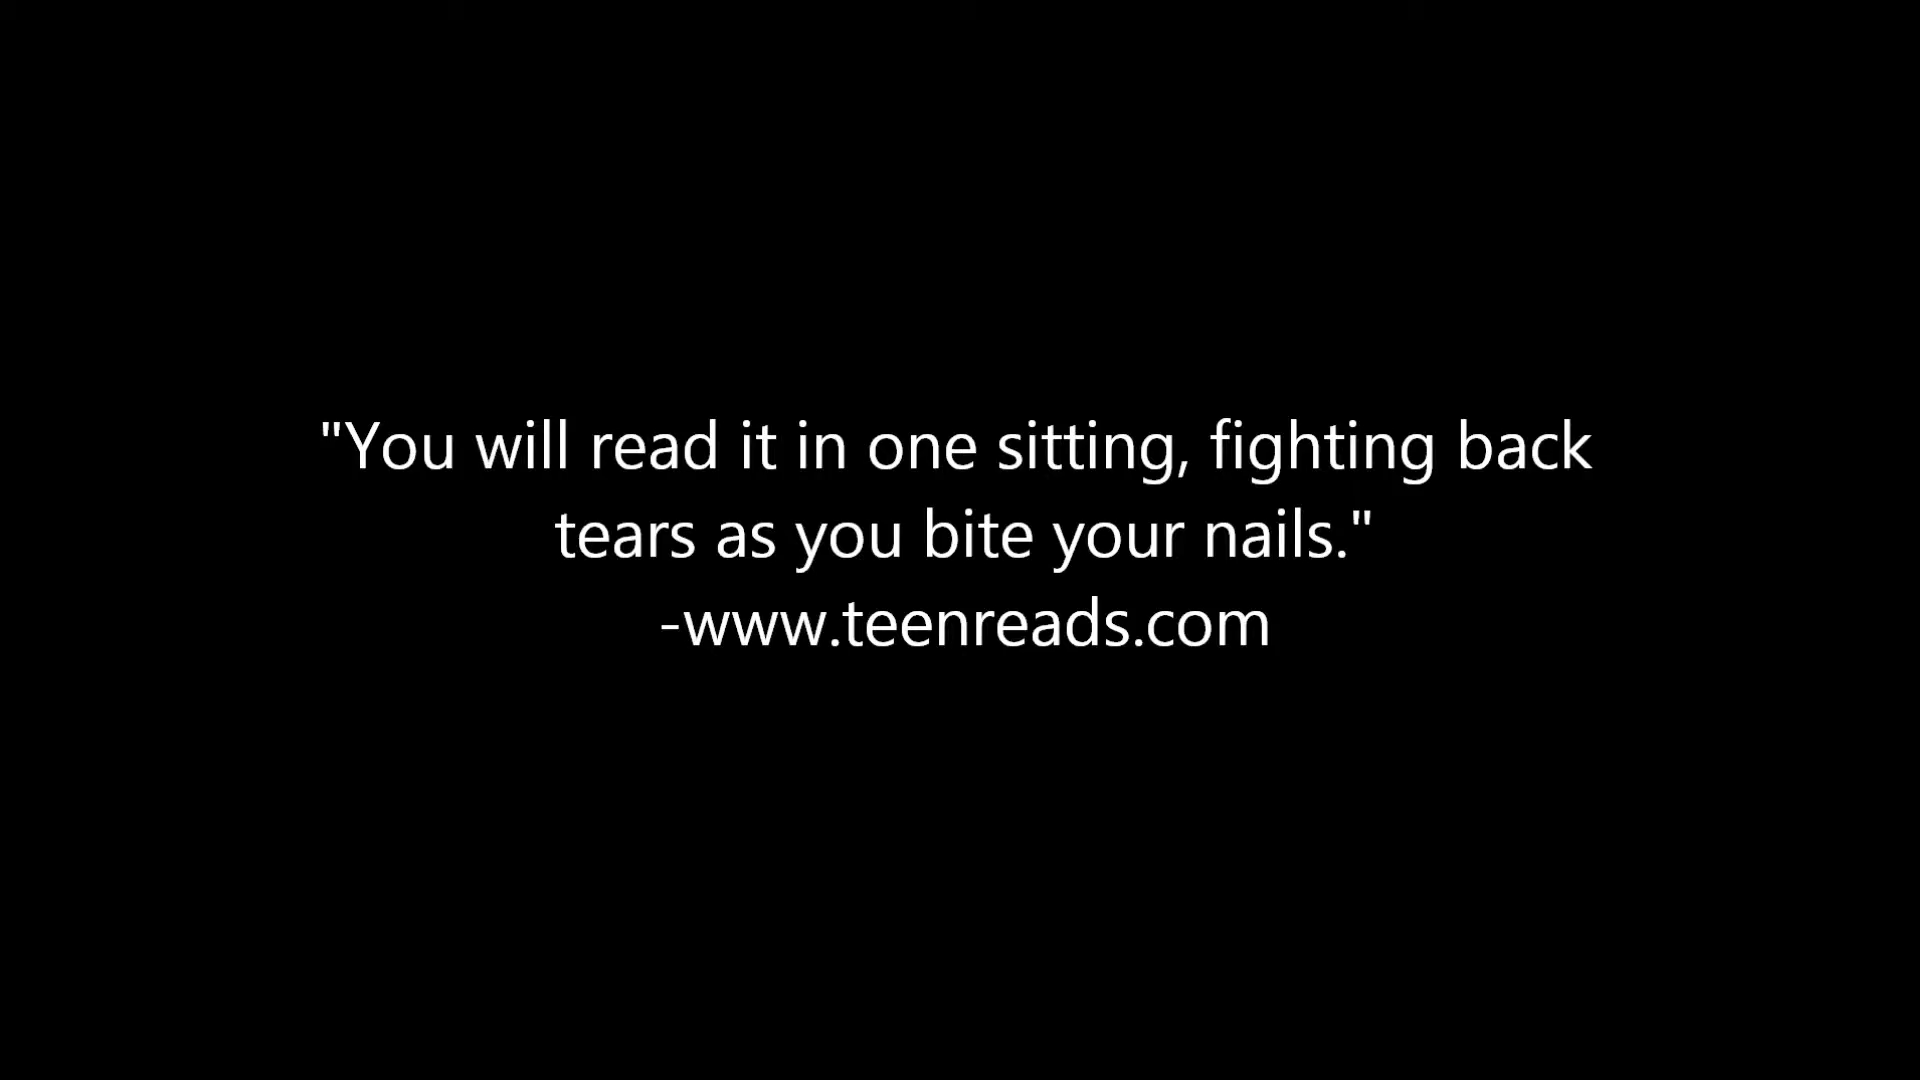 "You will read it in one sitting, fighting back
tears as you bite your nails."
-www.teenreads.com